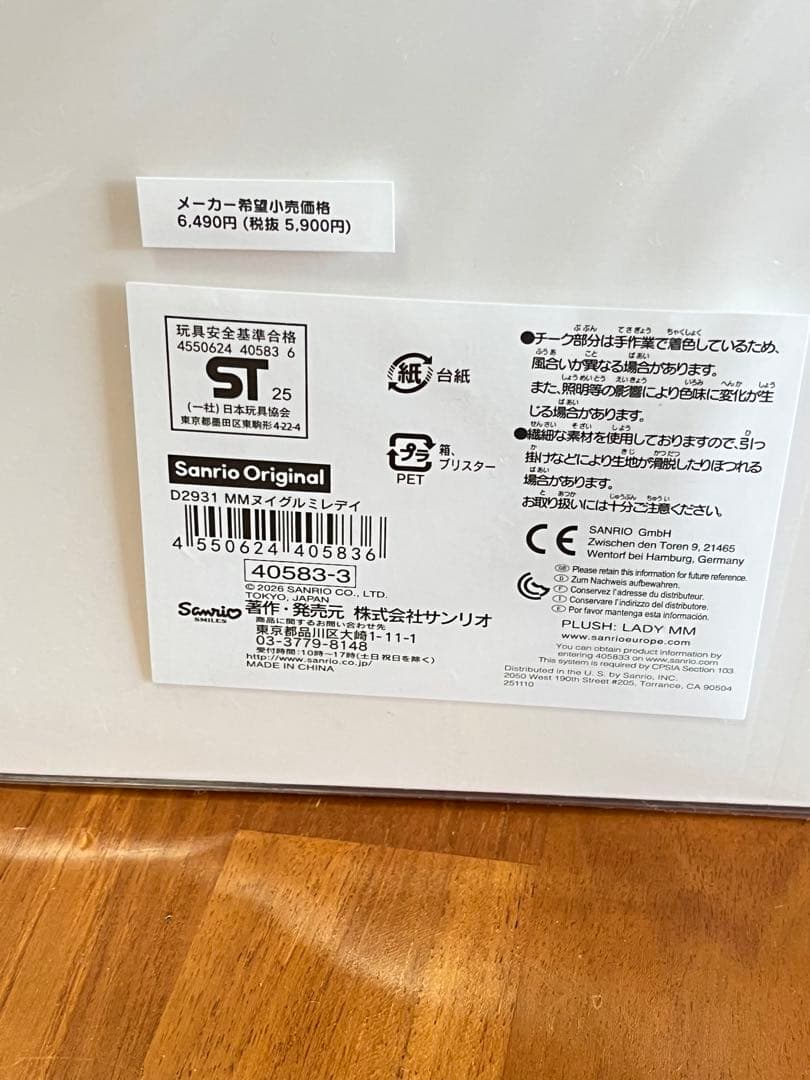 メーカー希望小売価格
6,490円 (税抜 5,900円)
玩具安全基準合格
4550624 40583 6
ST 25
(一社)日本玩具協会
東京都墨田区東駒形4-22-4
紙 台紙
プラ 箱、
ブリスター
PET
Sanrio Original
D2931 MMヌイグルミレデイ
4 550624 405836
40583-3
© 2026 SANRIO CO., LTD.
TOKYO, JAPAN
Sanrio SMILES
著作・発売元 株式会社サンリオ
商品に関するお問い合わせ先
東京都品川区大崎1-11-1
03-3779-8148
受付時間:10時〜17時(土日祝日を除く)
http://www.sanrio.co.jp/
MADE IN CHINA
●チーク部分は手作業で着色しているため、
風合いが異なる場合があります。
また、照明等の影響により色味に変化が生
じる場合があります。
●繊細な素材を使用しておりますので、引っ
掛けなどにより生地が滑脱したりほつれる
場合があります。
お取り扱いには十分ご注意ください。
CE
SANRIO GmbH
Zwischen den Toren 9, 21465
Wentorf bei Hamburg, Germany
GB Please retain this information for future reference.
D Zum Nachweis aufbewahren.
F Conservez l'adresse du distributeur.
I Conservare l'indirizzo del distributore.
E Por favor mantenga esta información.
PLUSH: LADY MM
www.sanrioeurope.com
You can obtain product information by
entering 405833 on www.sanrio.com
This system is required by CPSIA Section 103
Distributed in the U. S. by Sanrio, INC.
2050 West 190th Street #205, Torrance, CA 90504
251110